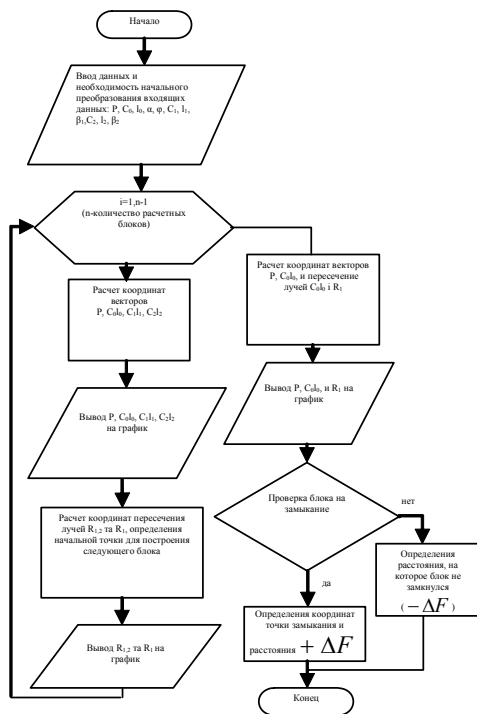 Начало
Ввод данных и
необходимость начального
преобразования входящих
данных: P, C₀, l₀, α, φ, C₁, l₁,
β₁,C₂, l₂, β₂
i=1,n-1
(n-количество расчетных
блоков)
Расчет координат
векторов
P, C₀l₀, C₁l₁, C₂l₂
Вывод P, C₀l₀, C₁l₁, C₂l₂
на график
Расчет координат пересечения
лучей R₁,₂ та R₁, определения
начальной точки для построения
следующего блока
Вывод R₁,₂ та R₁ на
график
Расчет координат векторов
P, C₀l₀, и пересечение
лучей C₀l₀ і R₁
Вывод P, C₀l₀, и R₁ на
график
Проверка блока на
замыкание
нет
да
Определения
расстояния, на
которое блок не
замкнулся
( − ΔF )
Определения координат
точки замыкания и
расстояния + ΔF
Конец